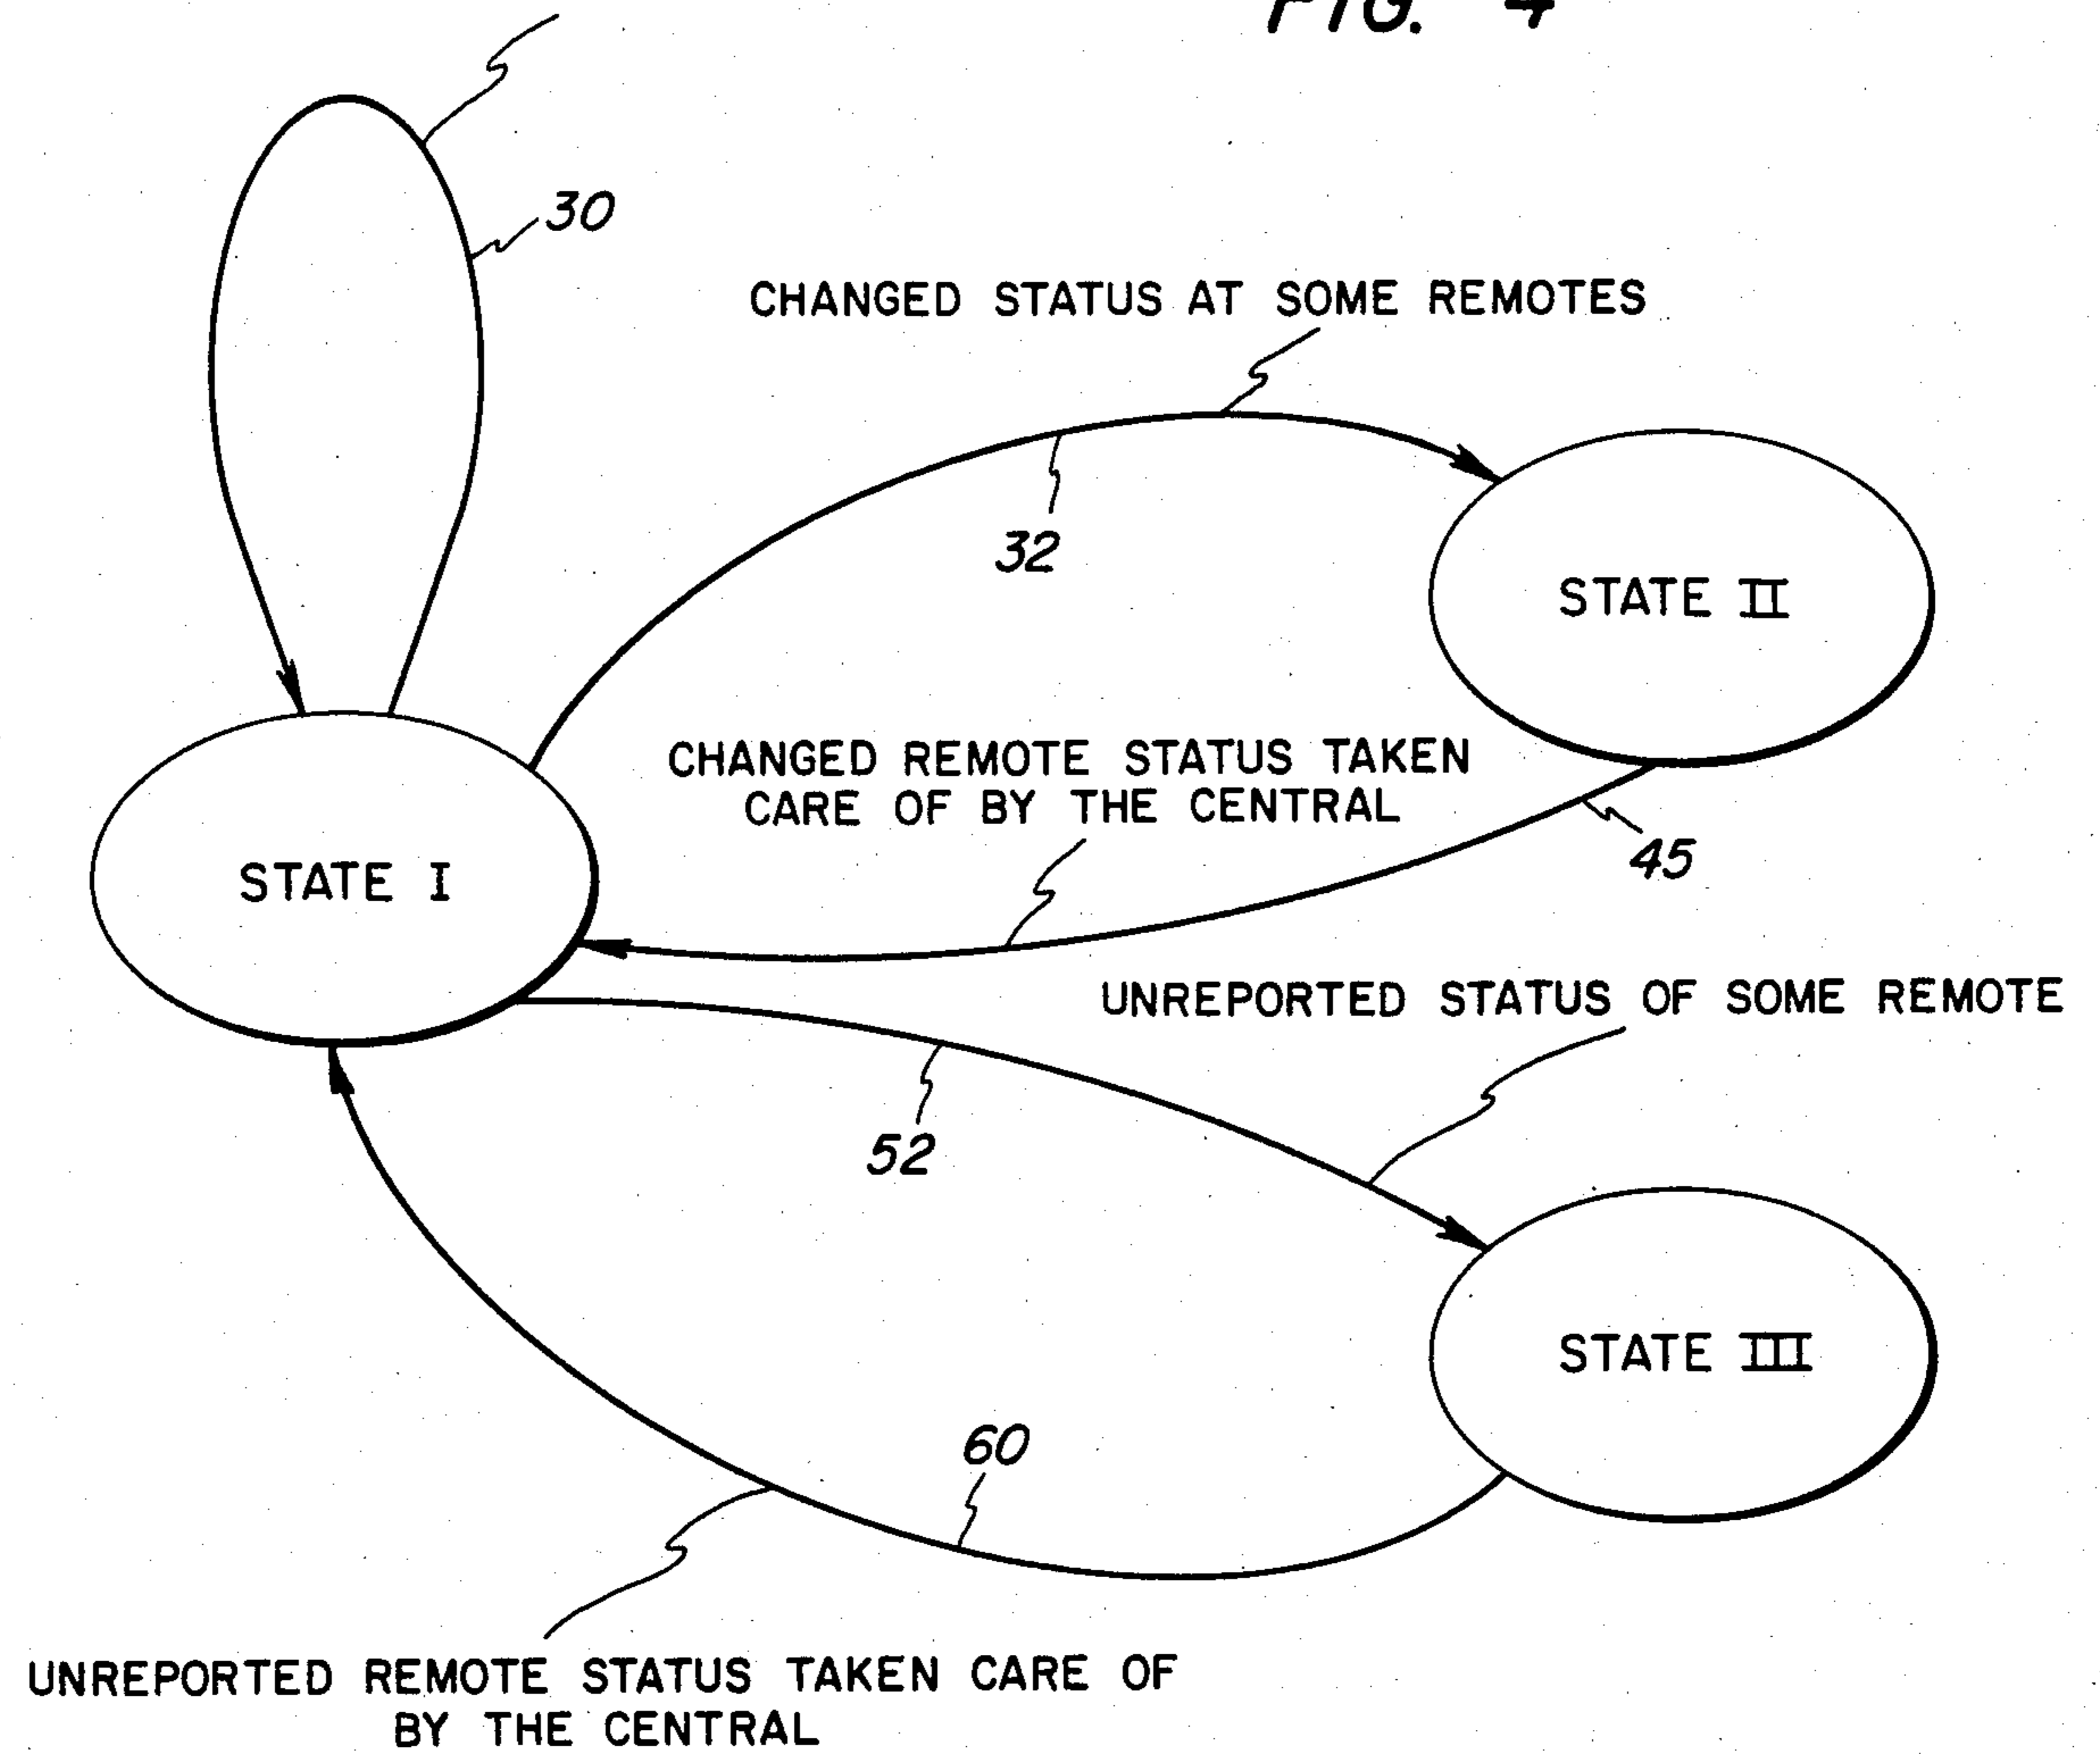 FIG. 4
30
CHANGED STATUS AT SOME REMOTES
32
STATE II
CHANGED REMOTE STATUS TAKEN
CARE OF BY THE CENTRAL
45
STATE I
UNREPORTED STATUS OF SOME REMOTE
52
STATE III
60
UNREPORTED REMOTE STATUS TAKEN CARE OF
BY THE CENTRAL